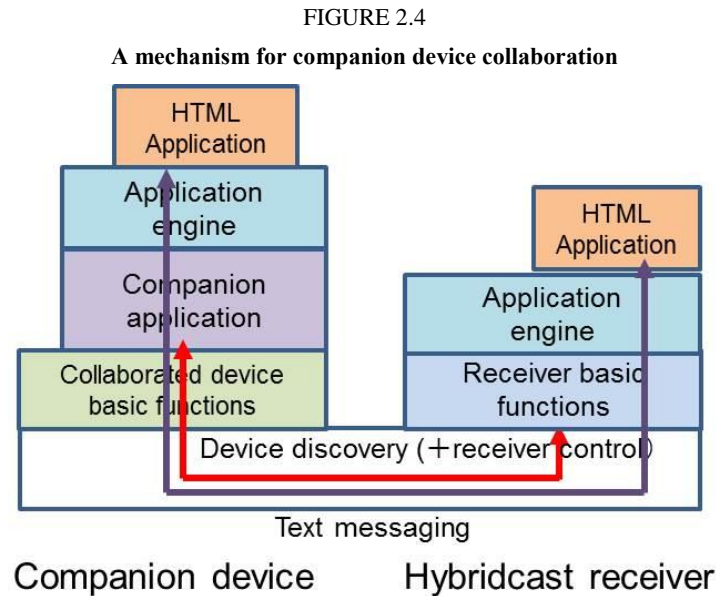 FIGURE 2.4
A mechanism for companion device collaboration
HTML
Application
Application
engine
Companion
application
Collaborated device
basic functions
HTML
Application
Application
engine
Receiver basic
functions
Device discovery (＋receiver control)
Text messaging
Companion device
Hybridcast receiver